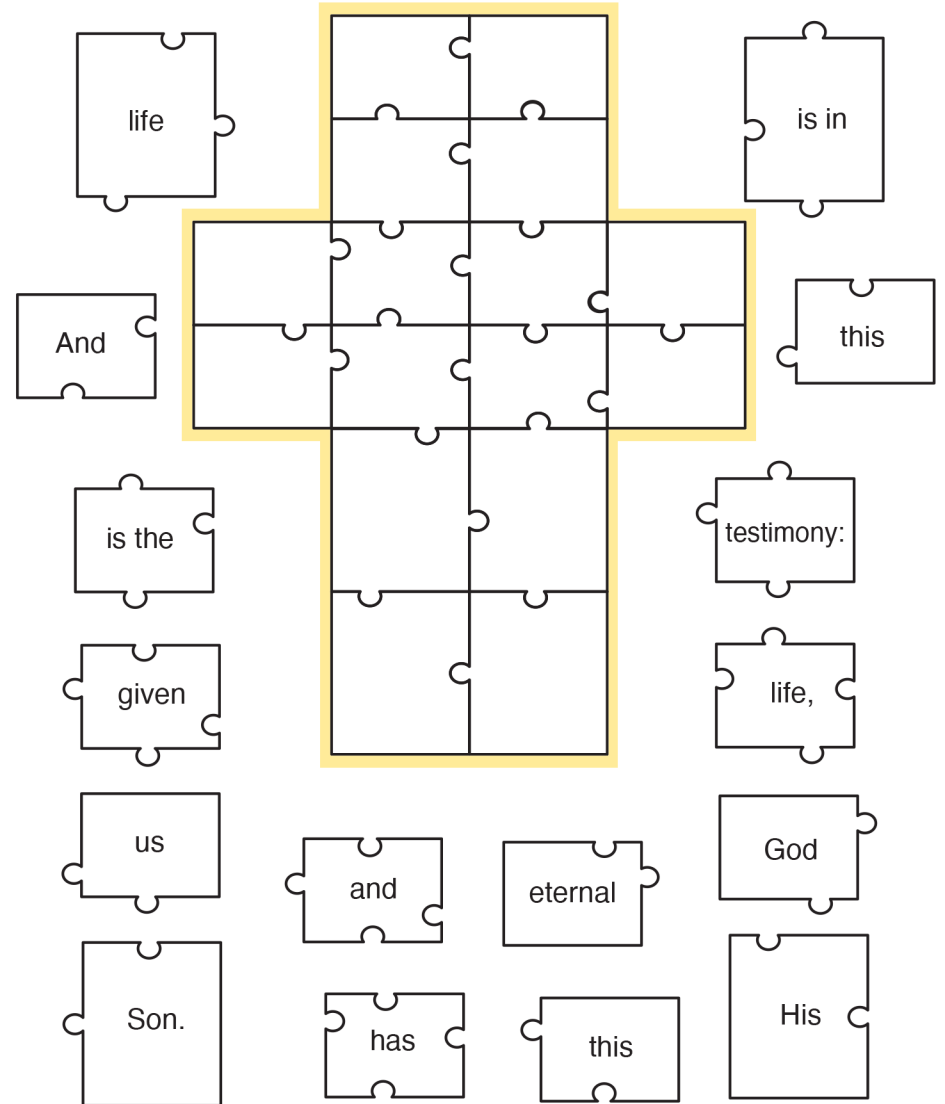 life
is in
And
this
is the
testimony:
given
life,
us
and
eternal
God
Son.
has
this
His